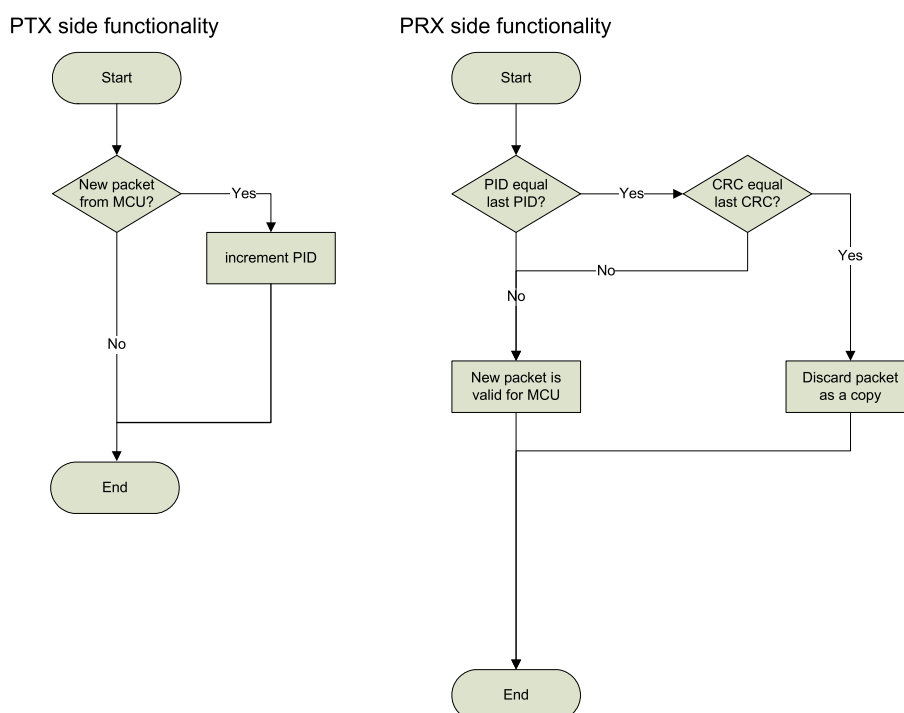 PTX side functionality
Start
New packet
from MCU?
Yes
increment PID
No
End
PRX side functionality
Start
PID equal
last PID?
Yes
CRC equal
last CRC?
No
Yes
No
New packet is
valid for MCU
Discard packet
as a copy
End